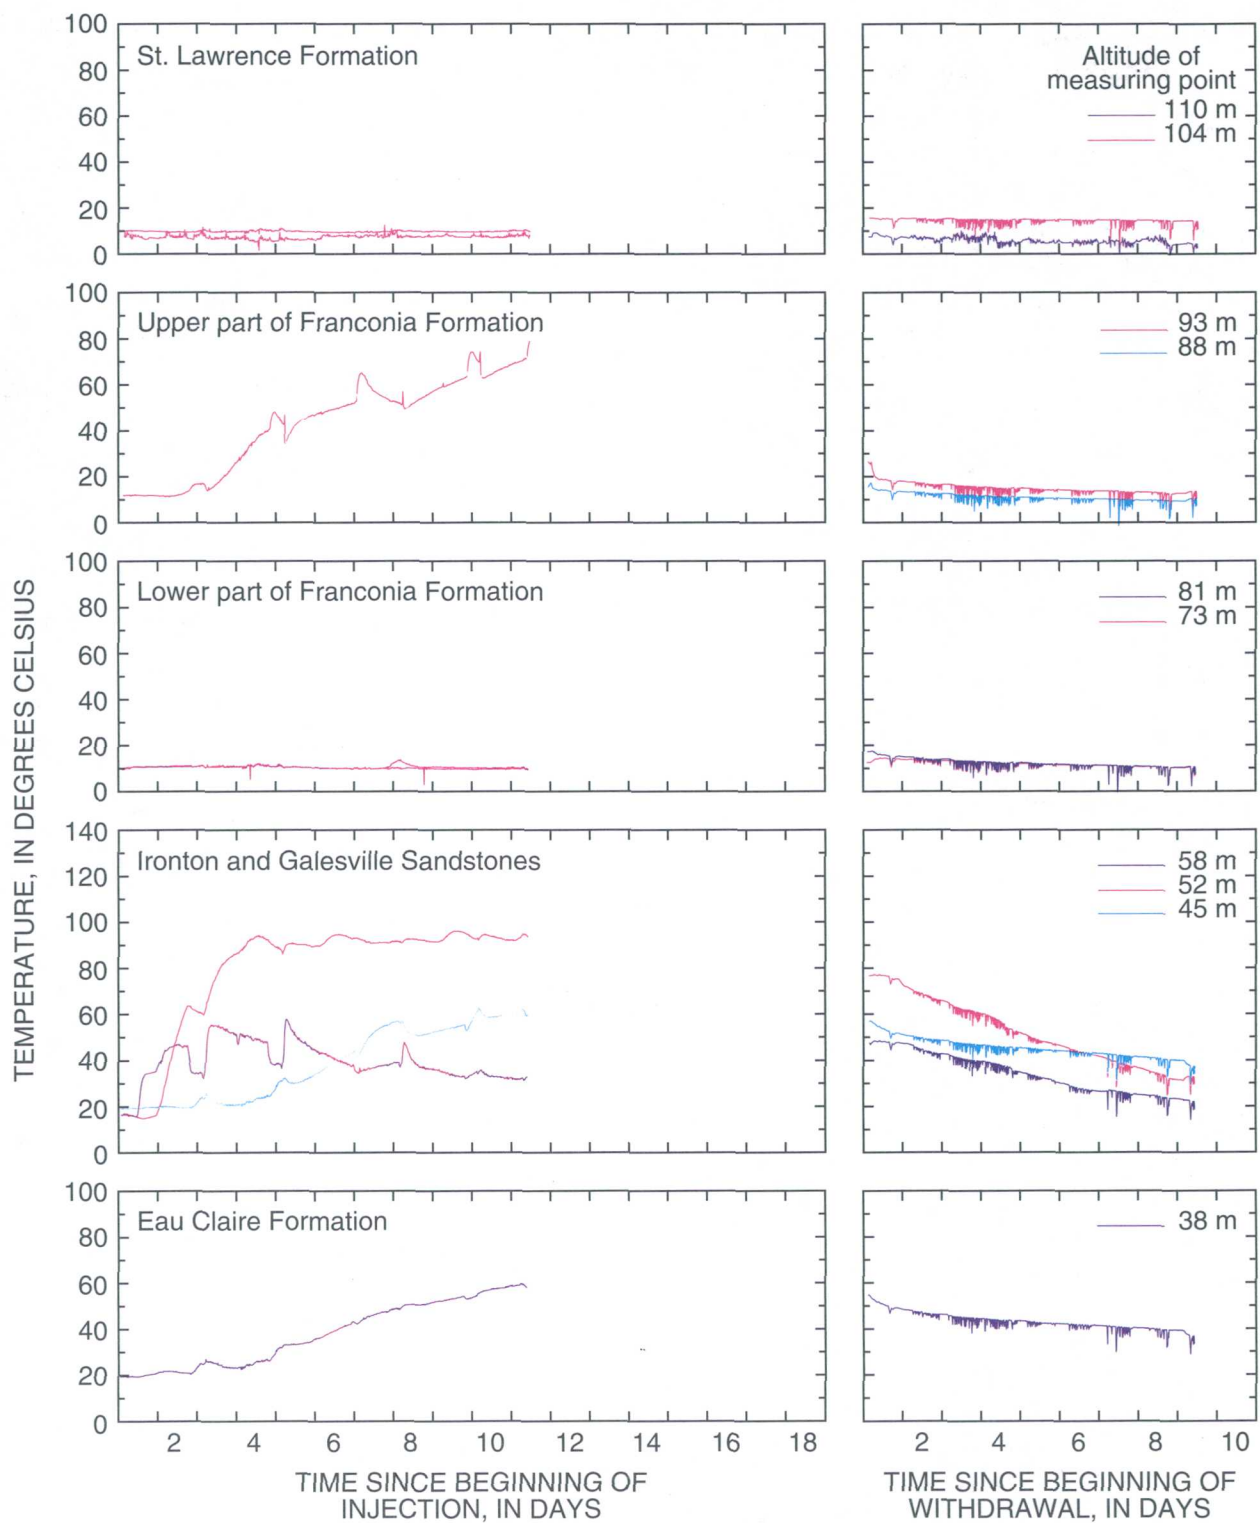 TEMPERATURE, IN DEGREES CELSIUS
100
80
60
40
20
0
St. Lawrence Formation
Altitude of
measuring point
110 m
104 m
100
80
60
40
20
0
Upper part of Franconia Formation
93 m
88 m
100
80
60
40
20
0
Lower part of Franconia Formation
81 m
73 m
140
120
100
80
60
40
20
0
Ironton and Galesville Sandstones
58 m
52 m
45 m
100
80
60
40
20
0
Eau Claire Formation
38 m
2 4 6 8 10 12 14 16 18
TIME SINCE BEGINNING OF
INJECTION, IN DAYS
2 4 6 8 10
TIME SINCE BEGINNING OF
WITHDRAWAL, IN DAYS